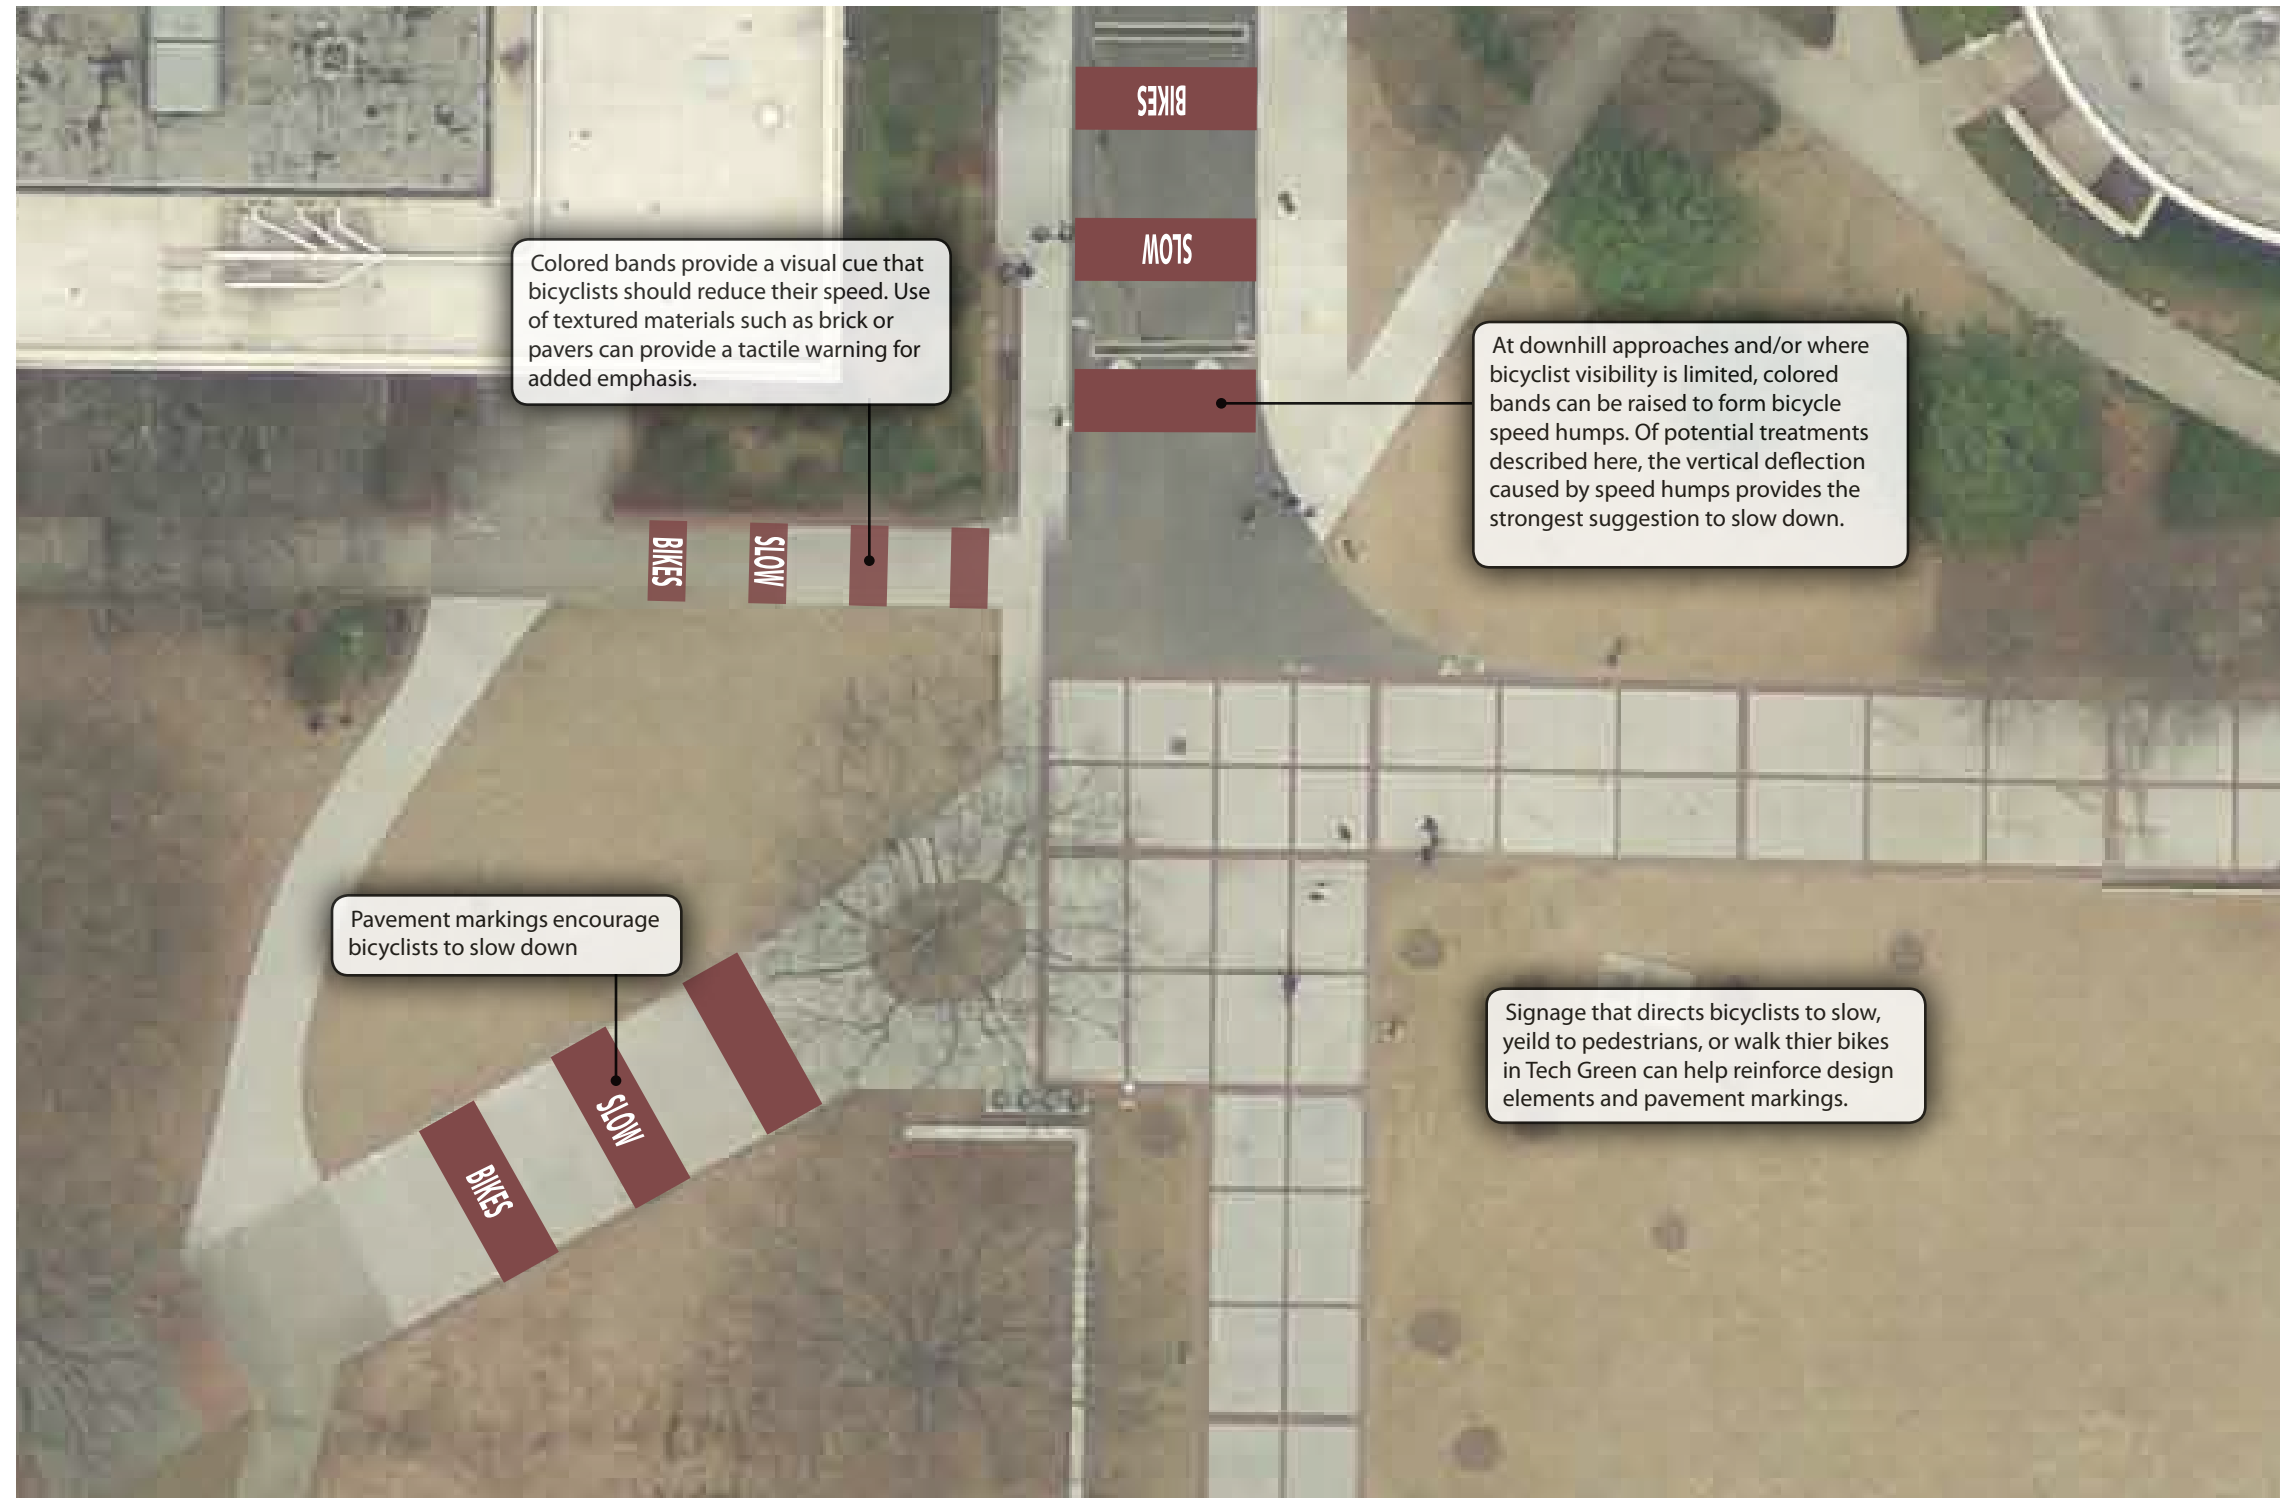 BIKES
SLOW
Colored bands provide a visual cue that
bicyclists should reduce their speed. Use
of textured materials such as brick or
pavers can provide a tactile warning for
added emphasis.
At downhill approaches and/or where
bicyclist visibility is limited, colored
bands can be raised to form bicycle
speed humps. Of potential treatments
described here, the vertical deflection
caused by speed humps provides the
strongest suggestion to slow down.
BIKES
SLOW
Pavement markings encourage
bicyclists to slow down
SLOW
BIKES
Signage that directs bicyclists to slow,
yeild to pedestrians, or walk thier bikes
in Tech Green can help reinforce design
elements and pavement markings.